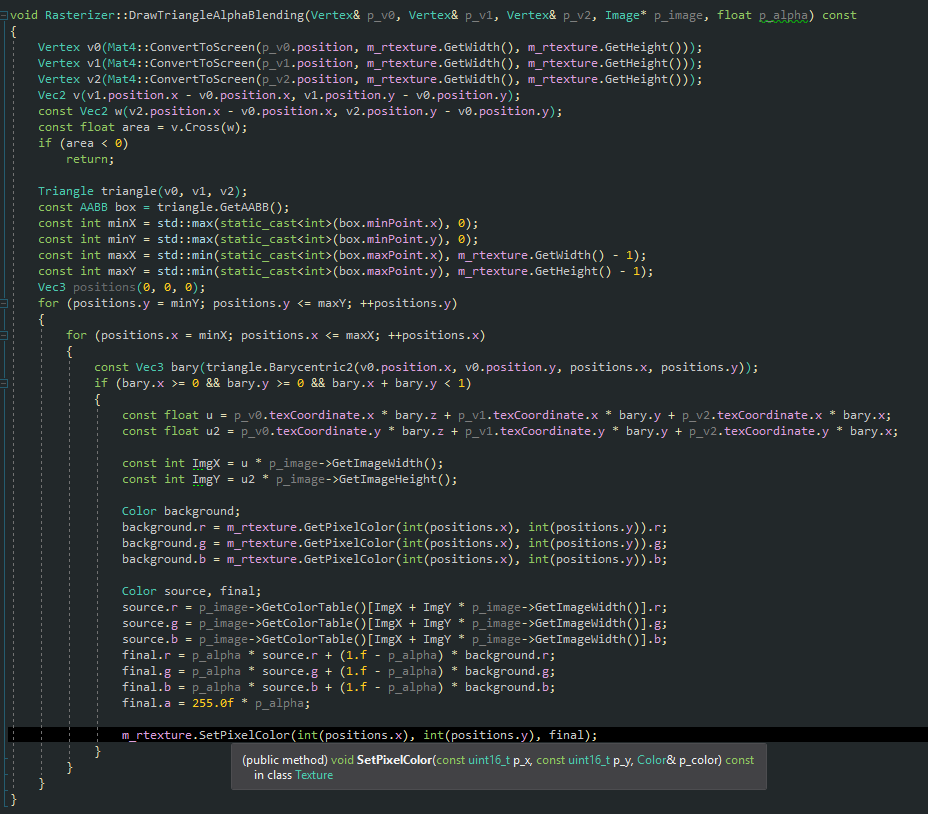 void Rasterizer::DrawTriangleAlphaBlending(Vertex& p_v0, Vertex& p_v1, Vertex& p_v2, Image* p_image, float p_alpha) const
{
    Vertex v0(Mat4::ConvertToScreen(p_v0.position, m_rtexture.GetWidth(), m_rtexture.GetHeight()));
    Vertex v1(Mat4::ConvertToScreen(p_v1.position, m_rtexture.GetWidth(), m_rtexture.GetHeight()));
    Vertex v2(Mat4::ConvertToScreen(p_v2.position, m_rtexture.GetWidth(), m_rtexture.GetHeight()));
    Vec2 v(v1.position.x - v0.position.x, v1.position.y - v0.position.y);
    const Vec2 w(v2.position.x - v0.position.x, v2.position.y - v0.position.y);
    const float area = v.Cross(w);
    if (area < 0)
        return;

    Triangle triangle(v0, v1, v2);
    const AABB box = triangle.GetAABB();
    const int minX = std::max(static_cast<int>(box.minPoint.x), 0);
    const int minY = std::max(static_cast<int>(box.minPoint.y), 0);
    const int maxX = std::min(static_cast<int>(box.maxPoint.x), m_rtexture.GetWidth() - 1);
    const int maxY = std::min(static_cast<int>(box.maxPoint.y), m_rtexture.GetHeight() - 1);
    Vec3 positions(0, 0, 0);
    for (positions.y = minY; positions.y <= maxY; ++positions.y)
    {
        for (positions.x = minX; positions.x <= maxX; ++positions.x)
        {
            const Vec3 bary(triangle.Barycentric2(v0.position.x, v0.position.y, positions.x, positions.y));
            if (bary.x >= 0 && bary.y >= 0 && bary.x + bary.y < 1)
            {
                const float u = p_v0.texCoordinate.x * bary.z + p_v1.texCoordinate.x * bary.y + p_v2.texCoordinate.x * bary.x;
                const float u2 = p_v0.texCoordinate.y * bary.z + p_v1.texCoordinate.y * bary.y + p_v2.texCoordinate.y * bary.x;

                const int ImgX = u * p_image->GetImageWidth();
                const int ImgY = u2 * p_image->GetImageHeight();

                Color background;
                background.r = m_rtexture.GetPixelColor(int(positions.x), int(positions.y)).r;
                background.g = m_rtexture.GetPixelColor(int(positions.x), int(positions.y)).g;
                background.b = m_rtexture.GetPixelColor(int(positions.x), int(positions.y)).b;

                Color source, final;
                source.r = p_image->GetColorTable()[ImgX + ImgY * p_image->GetImageWidth()].r;
                source.g = p_image->GetColorTable()[ImgX + ImgY * p_image->GetImageWidth()].g;
                source.b = p_image->GetColorTable()[ImgX + ImgY * p_image->GetImageWidth()].b;
                final.r = p_alpha * source.r + (1.f - p_alpha) * background.r;
                final.g = p_alpha * source.g + (1.f - p_alpha) * background.g;
                final.b = p_alpha * source.b + (1.f - p_alpha) * background.b;
                final.a = 255.0f * p_alpha;

                m_rtexture.SetPixelColor(int(positions.x), int(positions.y), final);
            }
(public method) void SetPixelColor(const uint16_t p_x, const uint16_t p_y, Color& p_color) const
in class Texture
        }
    }
}